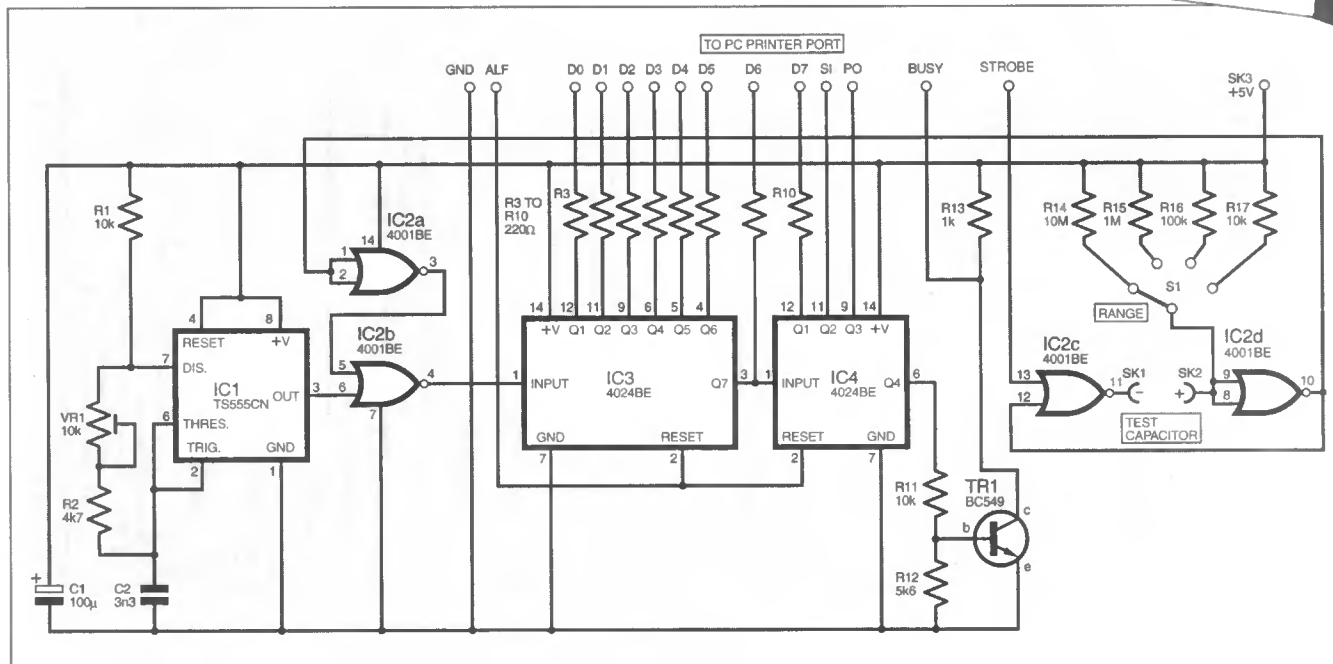 TO PC PRINTER PORT
GND ALF D0 D1 D2 D3 D4 D5 D6 D7 SI PO BUSY STROBE
SK3
+5V
R1
10k
IC2a
4001BE
14
1
2
3
R3 TO
R10
220Ω
R3
R10
R13
1k
R14
10M
R15
1M
R16
100k
R17
10k
S1
RANGE
4
8
RESET
+V
7
DIS.
IC1
TS555CN
OUT
3
6
THRES.
TRIG.
GND
2
1
VR1
10k
R2
4k7
C1
100µ
+
C2
3n3
IC2b
4001BE
5
6
4
7
14 12 11 9 6 5 4
+V Q1 Q2 Q3 Q4 Q5 Q6
1
INPUT
IC3
4024BE
Q7
3
GND
RESET
7
2
12 11 9 14
Q1 Q2 Q3 +V
1
INPUT
IC4
4024BE
Q4
6
RESET
GND
2
7
R11
10k
R12
5k6
TR1
BC549
b
c
e
IC2c
4001BE
13
12
11
SK1
-
SK2
+
TEST
CAPACITOR
IC2d
4001BE
9
8
10